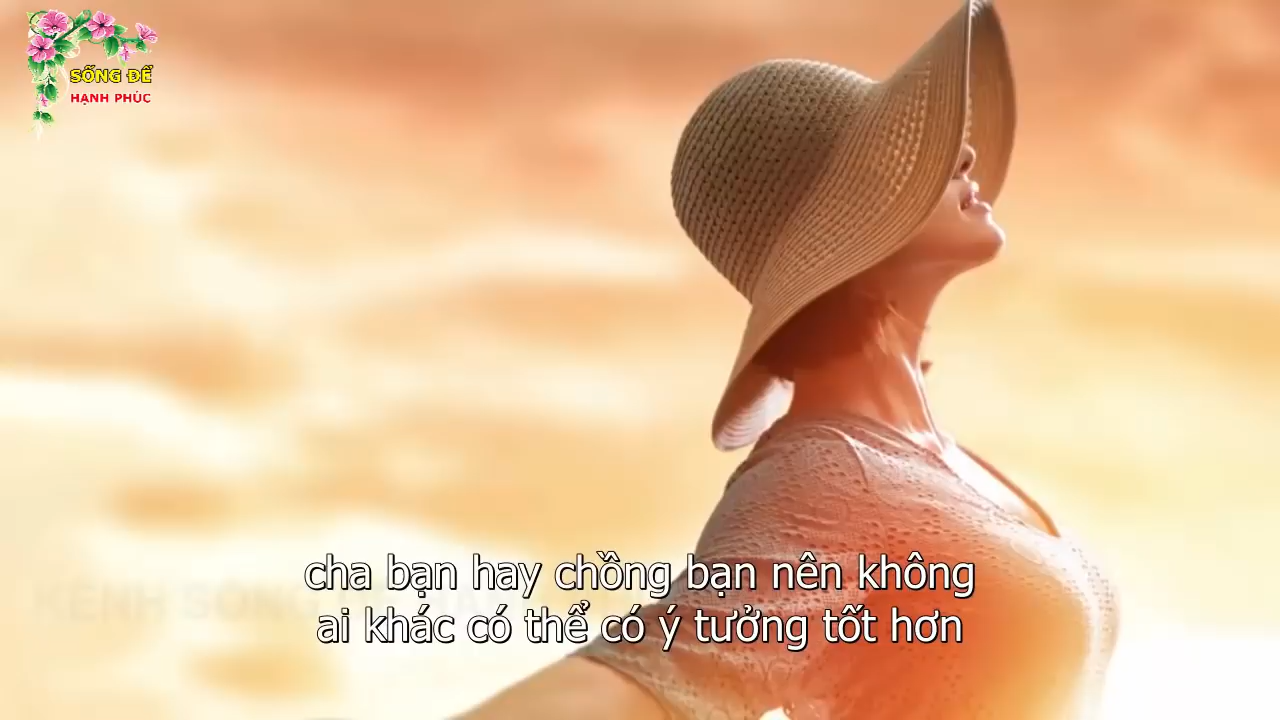 SỐNG ĐỂ
HẠNH PHÚC
cha bạn hay chồng bạn nên không
ai khác có thể có ý tưởng tốt hơn